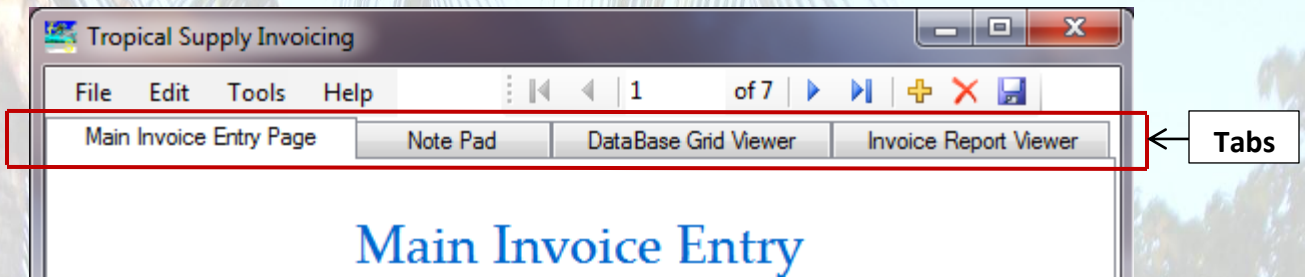 Tropical Supply Invoicing
File Edit Tools Help 1 of 7
Main Invoice Entry Page Note Pad DataBase Grid Viewer Invoice Report Viewer
Tabs
Main Invoice Entry